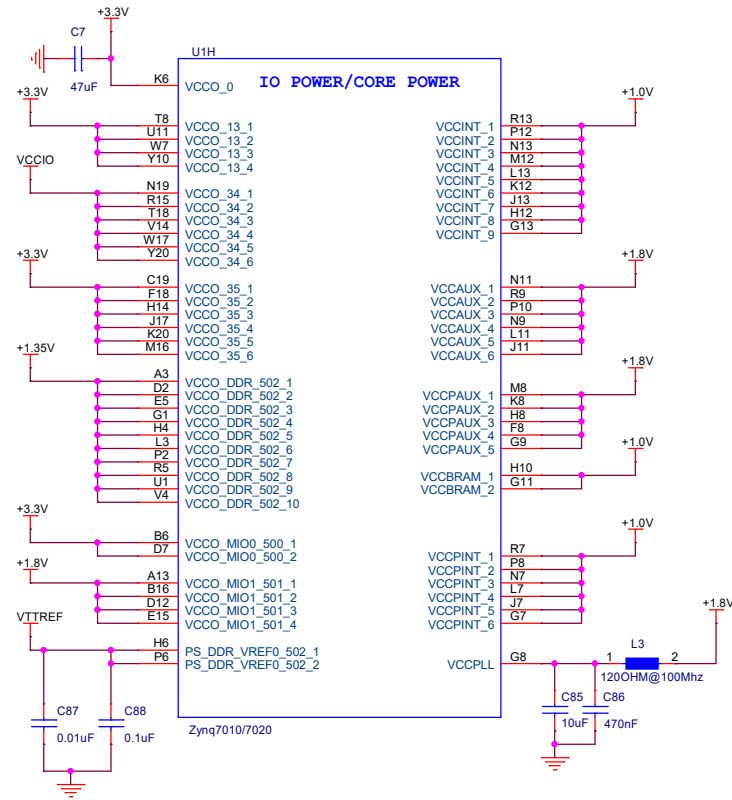 +3.3V
C7
47uF
U1H
IO POWER/CORE POWER
K6 VCCO_0
+3.3V
T8 VCCO_13_1
U11 VCCO_13_2
W7 VCCO_13_3
Y10 VCCO_13_4
VCCIO
N19 VCCO_34_1
R15 VCCO_34_2
T18 VCCO_34_3
V14 VCCO_34_4
W17 VCCO_34_5
Y20 VCCO_34_6
+3.3V
C19 VCCO_35_1
F18 VCCO_35_2
H14 VCCO_35_3
J17 VCCO_35_4
K20 VCCO_35_5
M16 VCCO_35_6
+1.35V
A3 VCCO_DDR_502_1
D2 VCCO_DDR_502_2
E5 VCCO_DDR_502_3
G1 VCCO_DDR_502_4
H4 VCCO_DDR_502_5
L3 VCCO_DDR_502_6
P2 VCCO_DDR_502_7
R5 VCCO_DDR_502_8
U1 VCCO_DDR_502_9
V4 VCCO_DDR_502_10
+3.3V
B6 VCCO_MIO0_500_1
D7 VCCO_MIO0_500_2
+1.8V
A13 VCCO_MIO1_501_1
B16 VCCO_MIO1_501_2
D12 VCCO_MIO1_501_3
E15 VCCO_MIO1_501_4
VTTREF
H6 PS_DDR_VREF0_502_1
P6 PS_DDR_VREF0_502_2
C87
0.01uF
C88
0.1uF
Zynq7010/7020
+1.0V
VCCINT_1 R13
VCCINT_2 P12
VCCINT_3 N13
VCCINT_4 M12
VCCINT_5 L13
VCCINT_6 K12
VCCINT_7 J13
VCCINT_8 H12
VCCINT_9 G13
+1.8V
VCCAUX_1 N11
VCCAUX_2 R9
VCCAUX_3 P10
VCCAUX_4 N9
VCCAUX_5 L11
VCCAUX_6 J11
+1.8V
VCCPAUX_1 M8
VCCPAUX_2 K8
VCCPAUX_3 H8
VCCPAUX_4 F8
VCCPAUX_5 G9
+1.0V
VCCBRAM_1 H10
VCCBRAM_2 G11
+1.0V
VCCPINT_1 R7
VCCPINT_2 P8
VCCPINT_3 N7
VCCPINT_4 L7
VCCPINT_5 J7
VCCPINT_6 G7
+1.8V
VCCPLL G8
L3
1 2
120OHM@100Mhz
C85
10uF
C86
470nF